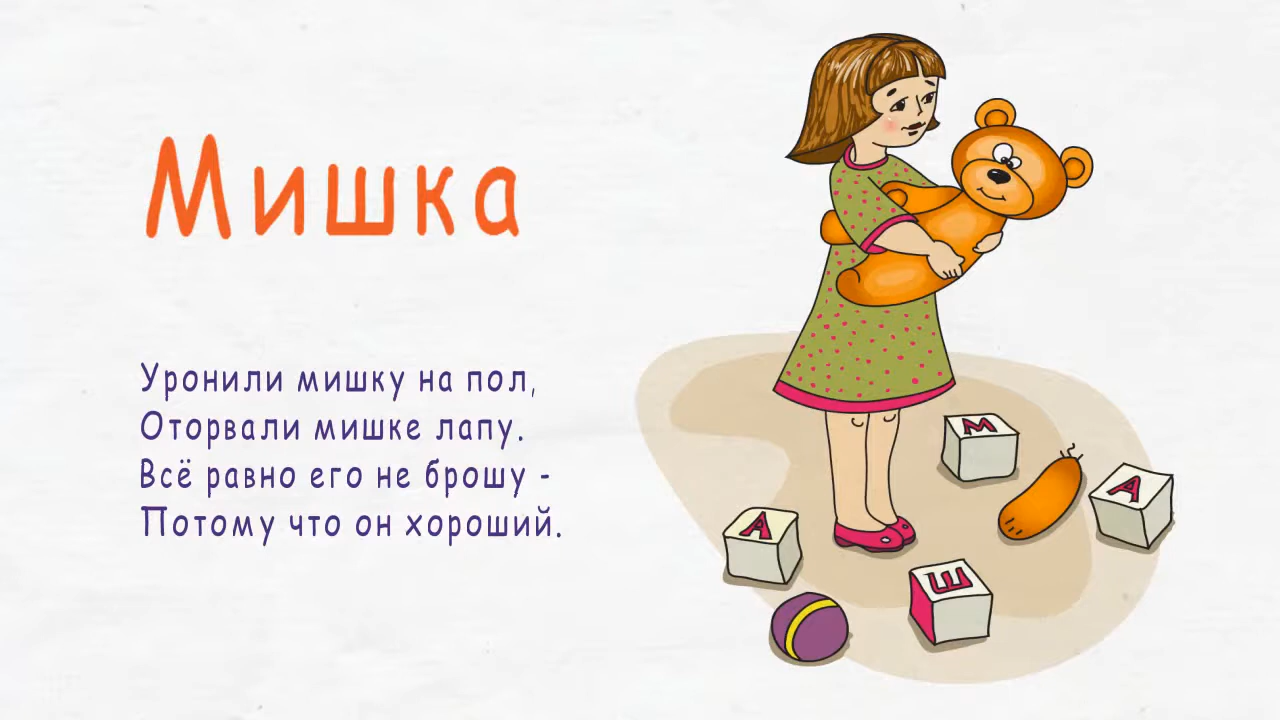 Мишка
Уронили мишку на пол,
Оторвали мишке лапу.
Всё равно его не брошу -
Потому что он хороший.
М
А
А
Ш